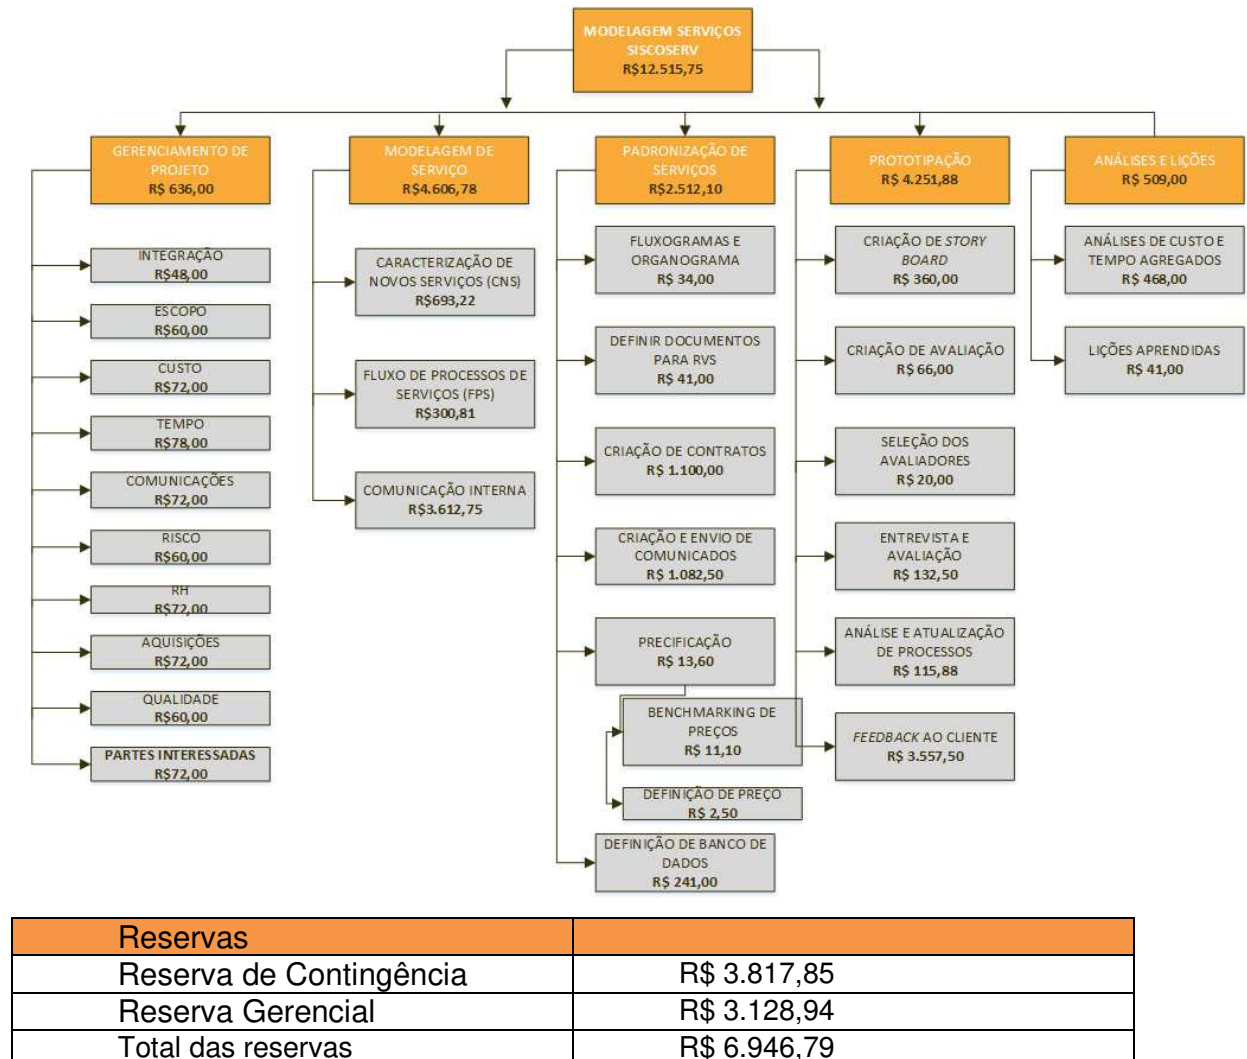 MODELAGEM SERVIÇOS
SISCOSERV
R$12.515,75
GERENCIAMENTO DE
PROJETO
R$ 636,00
INTEGRAÇÃO
R$48,00
ESCOPO
R$60,00
CUSTO
R$72,00
TEMPO
R$78,00
COMUNICAÇÕES
R$72,00
RISCO
R$60,00
RH
R$72,00
AQUISIÇÕES
R$72,00
QUALIDADE
R$60,00
PARTES INTERESSADAS
R$72,00
MODELAGEM DE
SERVIÇO
R$4.606,78
CARACTERIZAÇÃO DE
NOVOS SERVIÇOS (CNS)
R$693,22
FLUXO DE PROCESSOS DE
SERVIÇOS (FPS)
R$300,81
COMUNICAÇÃO INTERNA
R$3.612,75
PADRONIZAÇÃO DE
SERVIÇOS
R$2.512,10
FLUXOGRAMAS E
ORGANOGRAMA
R$ 34,00
DEFINIR DOCUMENTOS
PARA RVS
R$ 41,00
CRIAÇÃO DE CONTRATOS
R$ 1.100,00
CRIAÇÃO E ENVIO DE
COMUNICADOS
R$ 1.082,50
PRECIFICAÇÃO
R$ 13,60
BENCHMARKING DE
PREÇOS
R$ 11,10
DEFINIÇÃO DE PREÇO
R$ 2,50
DEFINIÇÃO DE BANCO DE
DADOS
R$ 241,00
PROTOTIPAÇÃO
R$ 4.251,88
CRIAÇÃO DE STORY
BOARD
R$ 360,00
CRIAÇÃO DE AVALIAÇÃO
R$ 66,00
SELEÇÃO DOS
AVALIADORES
R$ 20,00
ENTREVISTA E
AVALIAÇÃO
R$ 132,50
ANÁLISE E ATUALIZAÇÃO
DE PROCESSOS
R$ 115,88
FEEDBACK AO CLIENTE
R$ 3.557,50
ANÁLISES E LIÇÕES
R$ 509,00
ANÁLISES DE CUSTO E
TEMPO AGREGADOS
R$ 468,00
LIÇÕES APRENDIDAS
R$ 41,00
Reservas
Reserva de Contingência R$ 3.817,85
Reserva Gerencial R$ 3.128,94
Total das reservas R$ 6.946,79